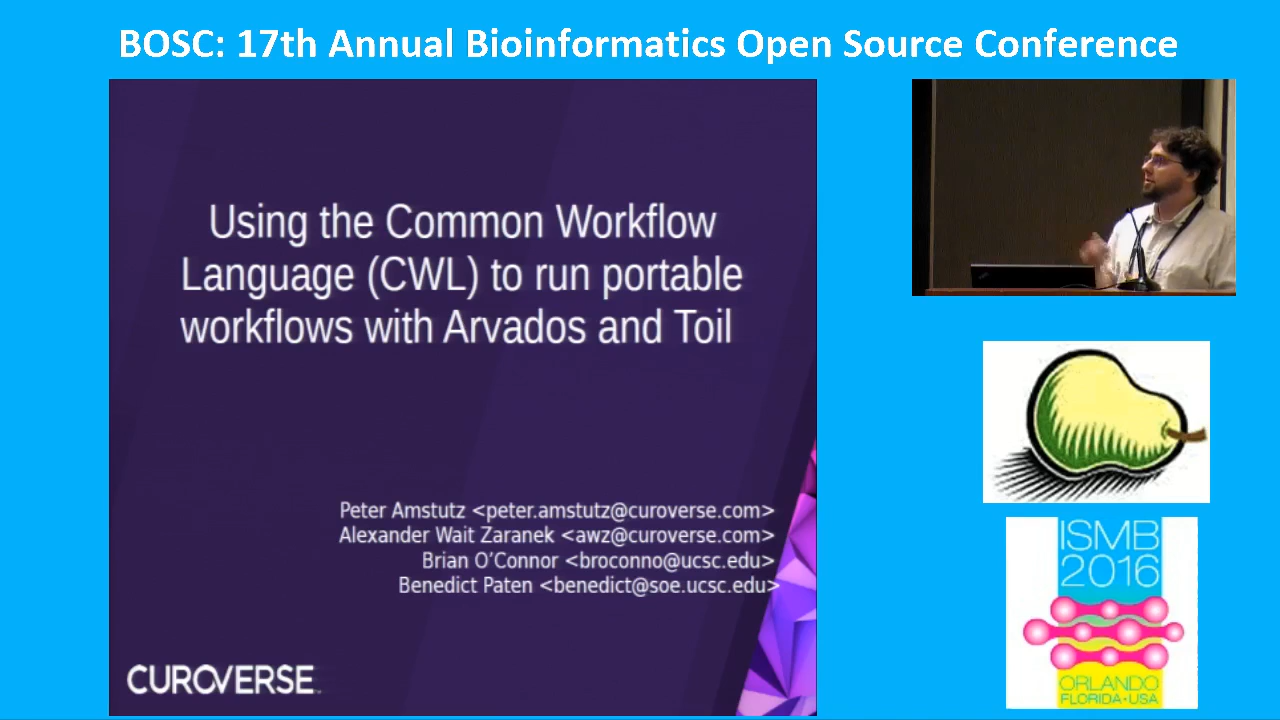 BOSC: 17th Annual Bioinformatics Open Source Conference
Using the Common Workflow
Language (CWL) to run portable
workflows with Arvados and Toil
Peter Amstutz <peter.amstutz@curoverse.com>
Alexander Wait Zaranek <awz@curoverse.com>
Brian O'Connor <broconno@ucsc.edu>
Benedict Paten <benedict@soe.ucsc.edu>
CUROVERSE
ISMB
2016
ORLANDO
FLORIDA•USA